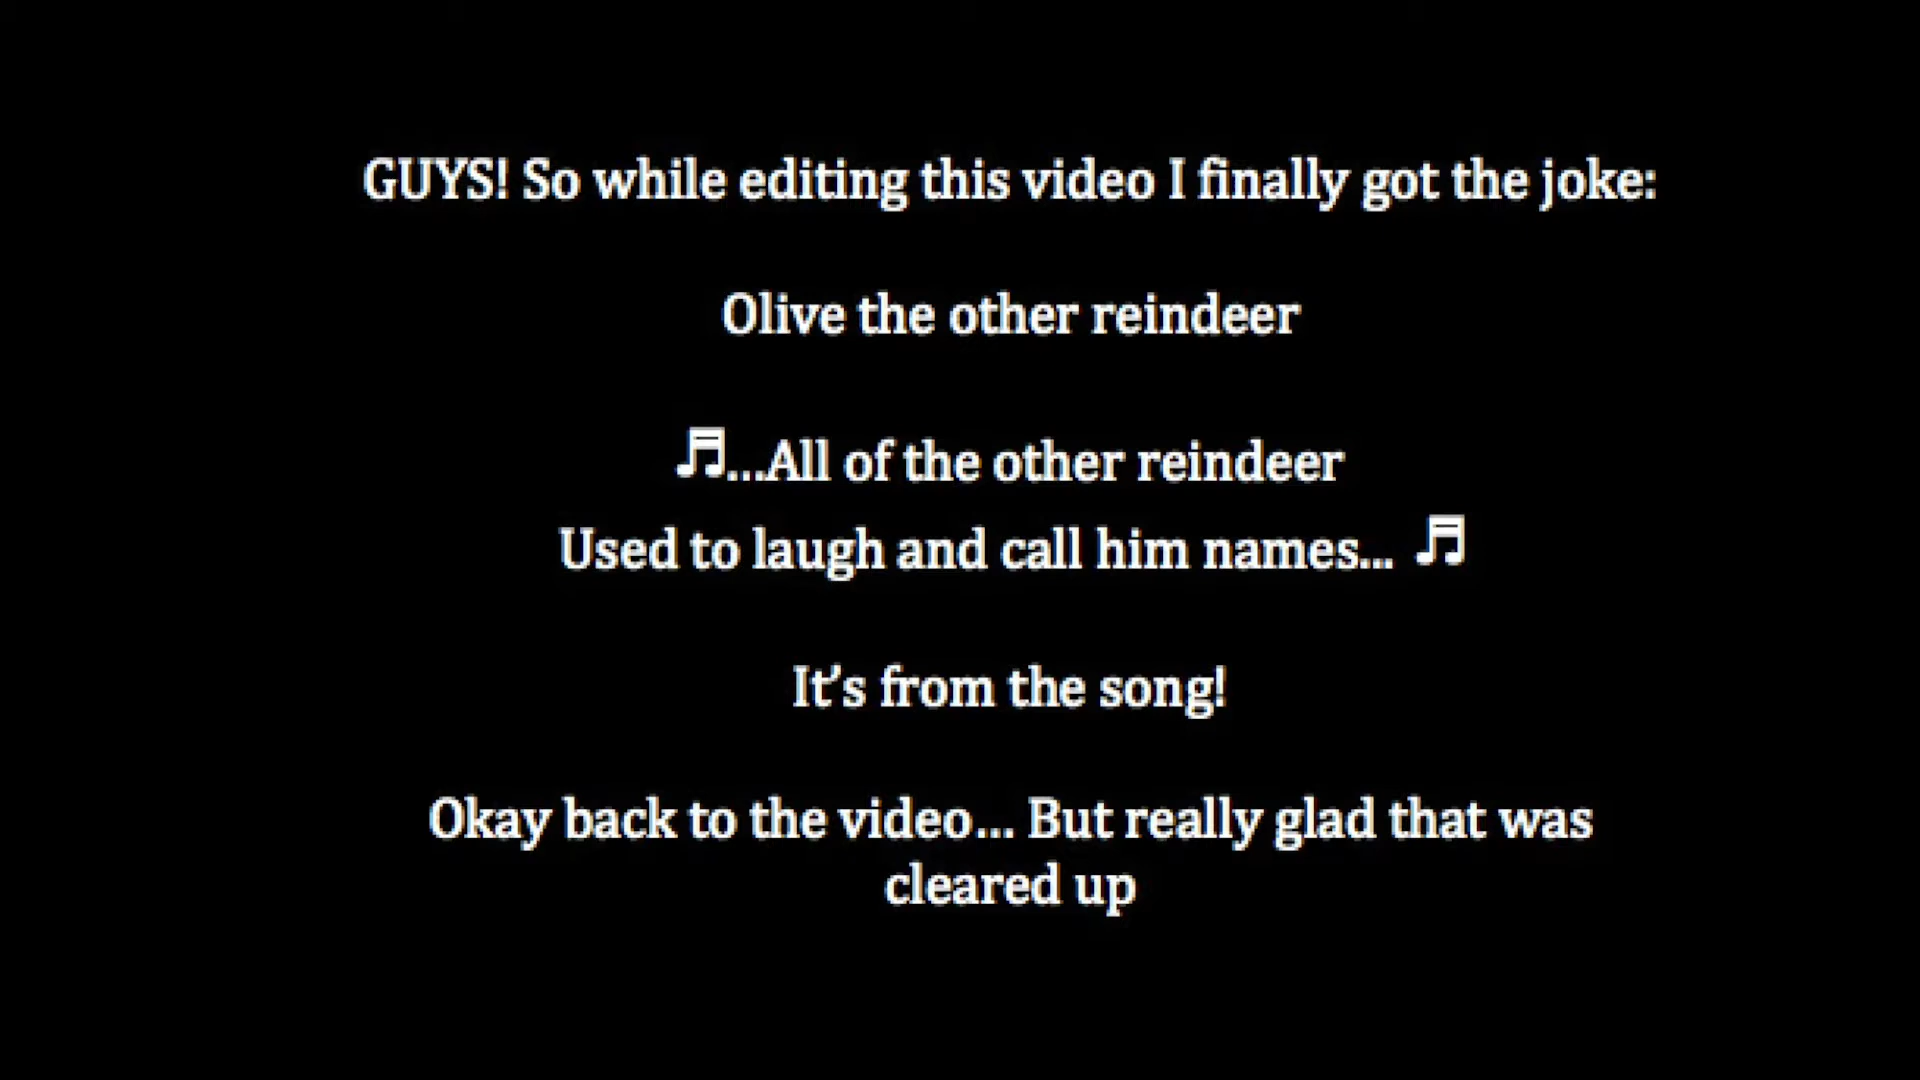 GUYS! So while editing this video I finally got the joke:
Olive the other reindeer
🎵...All of the other reindeer
Used to laugh and call him names... 🎵
It's from the song!
Okay back to the video... But really glad that was
cleared up